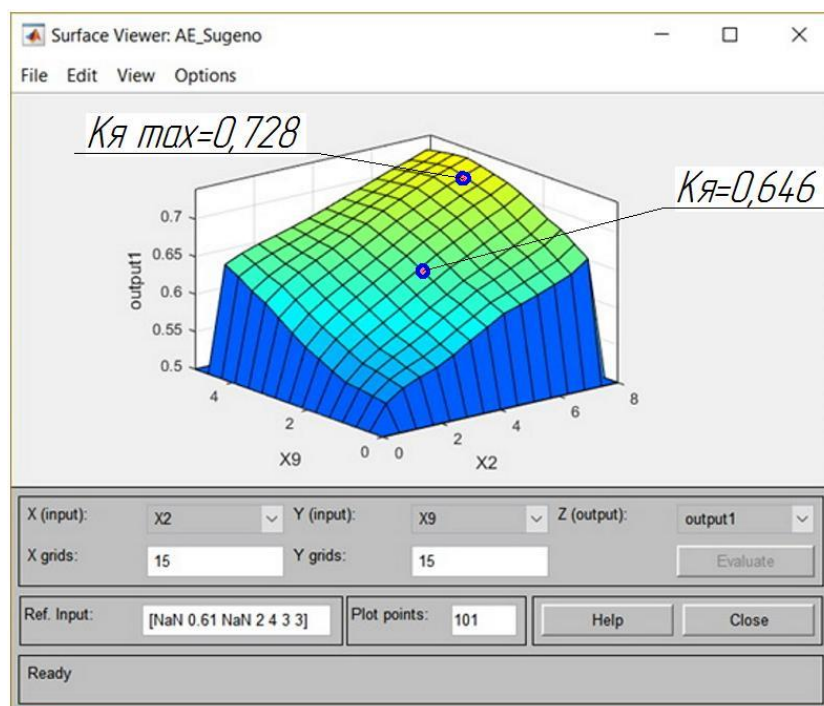 Surface Viewer: AE_Sugeno
File Edit View Options
Kя max=0,728
Kя=0,646
0.7
0.65
0.6
0.55
0.5
output1
4
2
0
X9
0
2
4
6
8
X2
X (input): X2 Y (input): X9 Z (output): output1
X grids: 15 Y grids: 15 Evaluate
Ref. Input: [NaN 0.61 NaN 2 4 3 3] Plot points: 101 Help Close
Ready